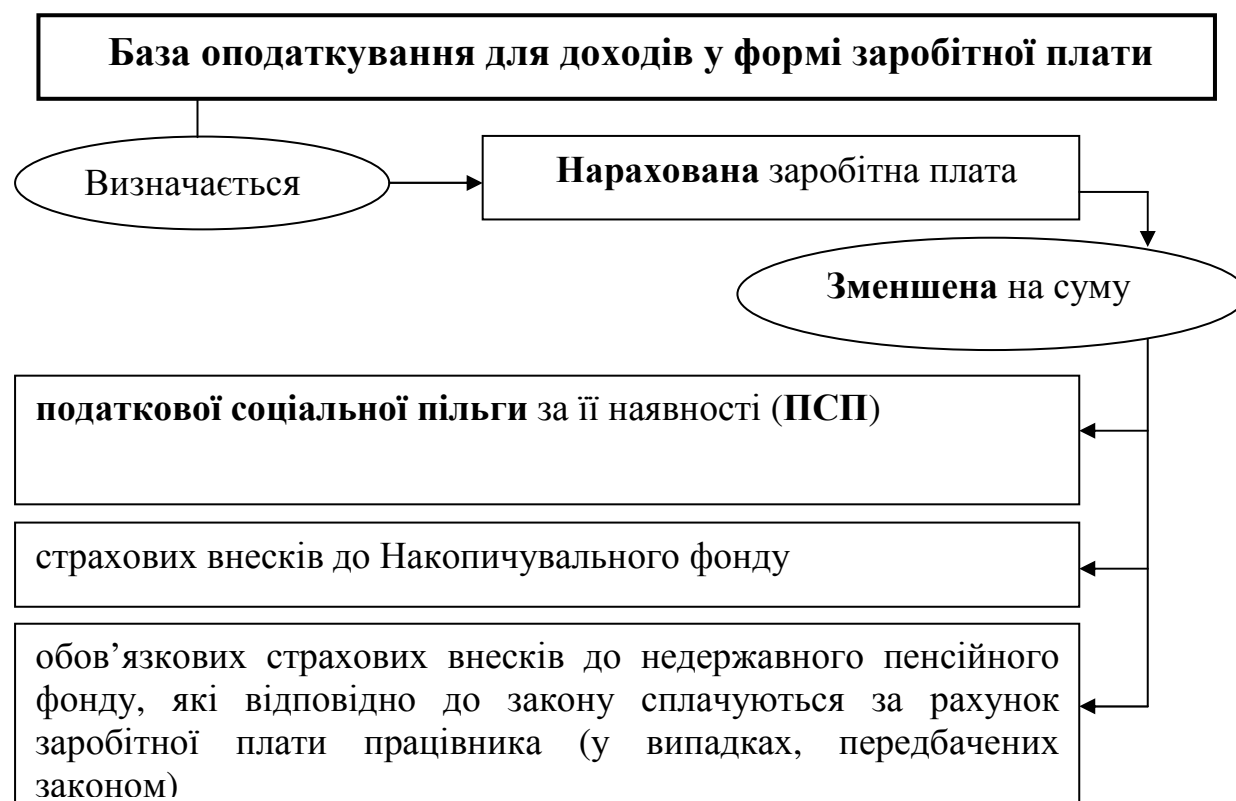 База оподаткування для доходів у формі заробітної плати
Визначається
Нарахована заробітна плата
Зменшена на суму
податкової соціальної пільги за її наявності (ПСП)
страхових внесків до Накопичувального фонду
обов’язкових страхових внесків до недержавного пенсійного
фонду, які відповідно до закону сплачуються за рахунок
заробітної плати працівника (у випадках, передбачених
законом)